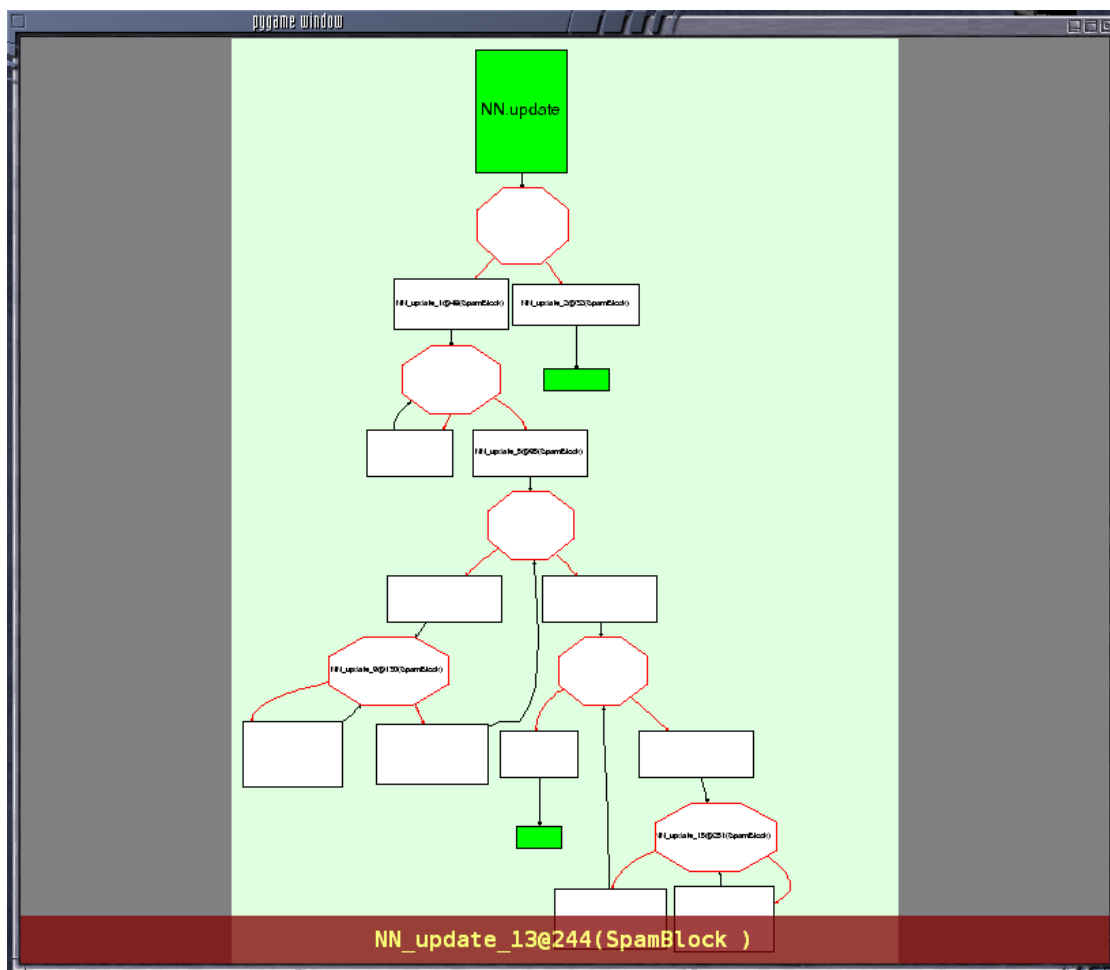 pygame window
NN.update
NN_update_1@49(SpamBlock)
NN_update_2@53(SpamBlock)
NN_update_5@95(SpamBlock)
NN_update_9@130(SpamBlock)
NN_update_15@251(SpamBlock)
NN_update_13@244(SpamBlock )